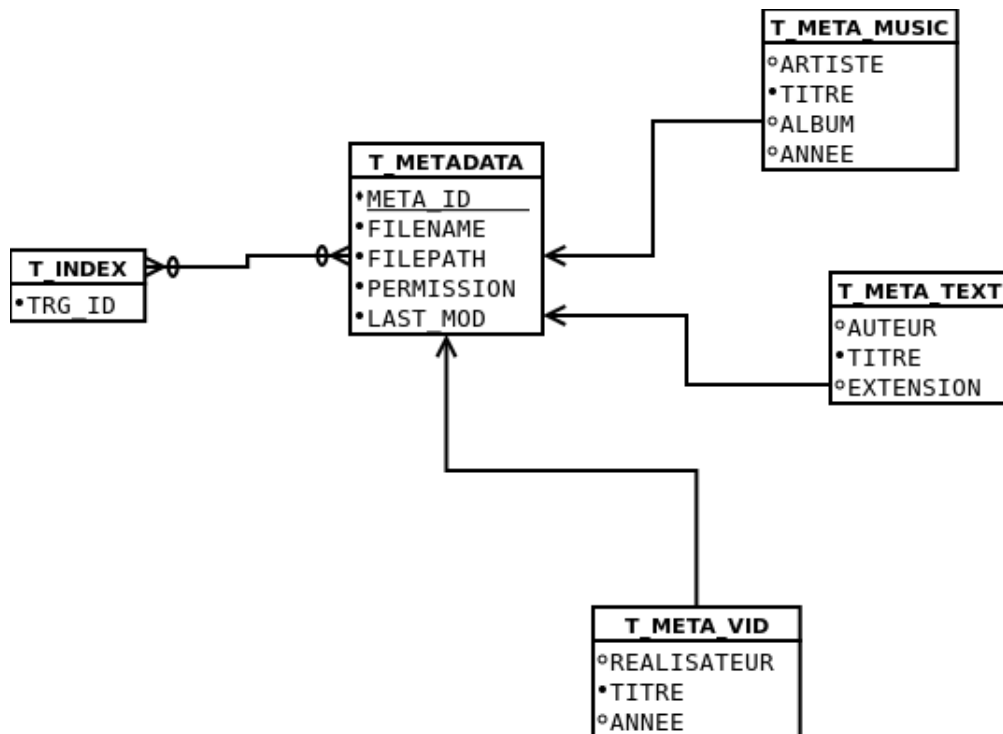 T_META_MUSIC
ARTISTE
TITRE
ALBUM
ANNEE
T_METADATA
META_ID
FILENAME
FILEPATH
PERMISSION
LAST_MOD
T_INDEX
TRG_ID
T_META_TEXT
AUTEUR
TITRE
EXTENSION
T_META_VID
REALISATEUR
TITRE
ANNEE